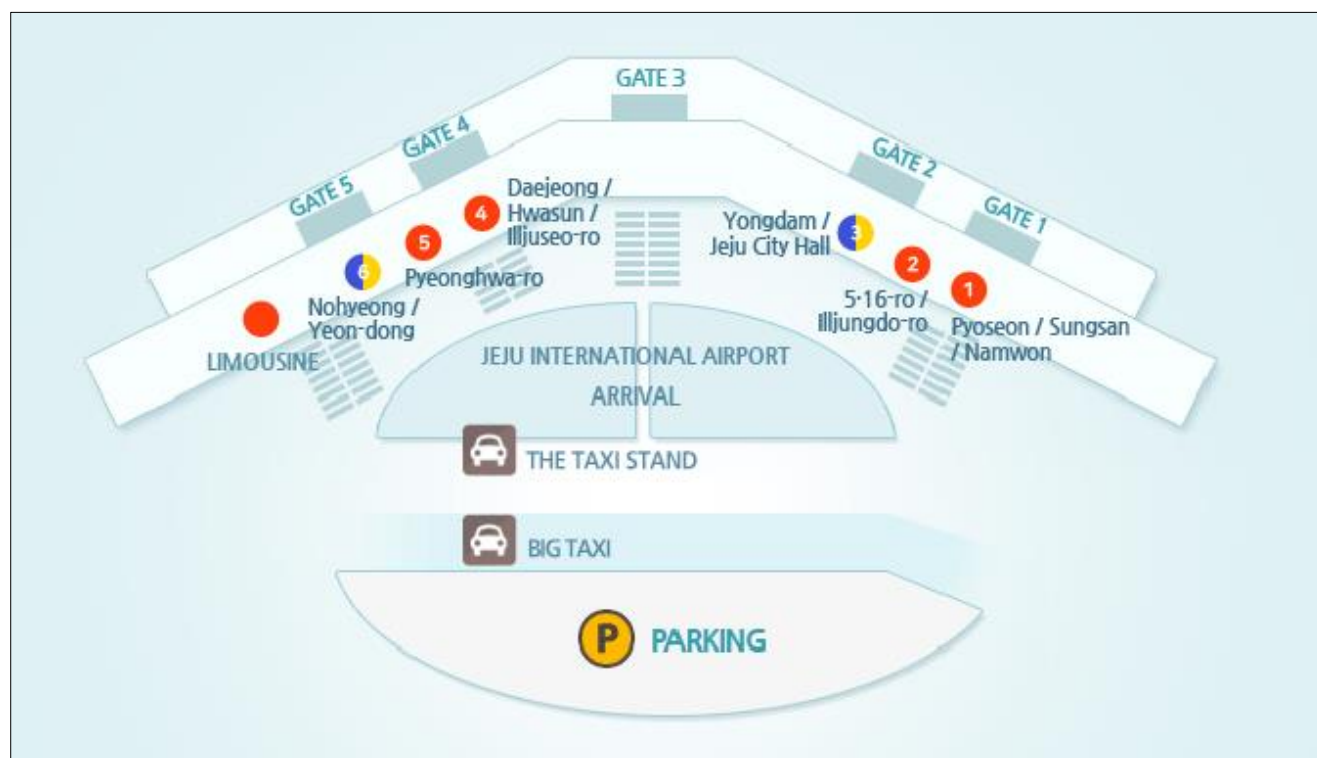 GATE 3
GATE 4
GATE 2
GATE 5
GATE 1
4
Daejeong /
Hwasun /
Illjuseo-ro
5
Pyeonghwa-ro
6
Nohyeong /
Yeon-dong
LIMOUSINE
Yongdam /
Jeju City Hall
3
2
5·16-ro /
Illjungdo-ro
1
Pyoseon / Sungsan
/ Namwon
JEJU INTERNATIONAL AIRPORT
ARRIVAL
THE TAXI STAND
BIG TAXI
P PARKING